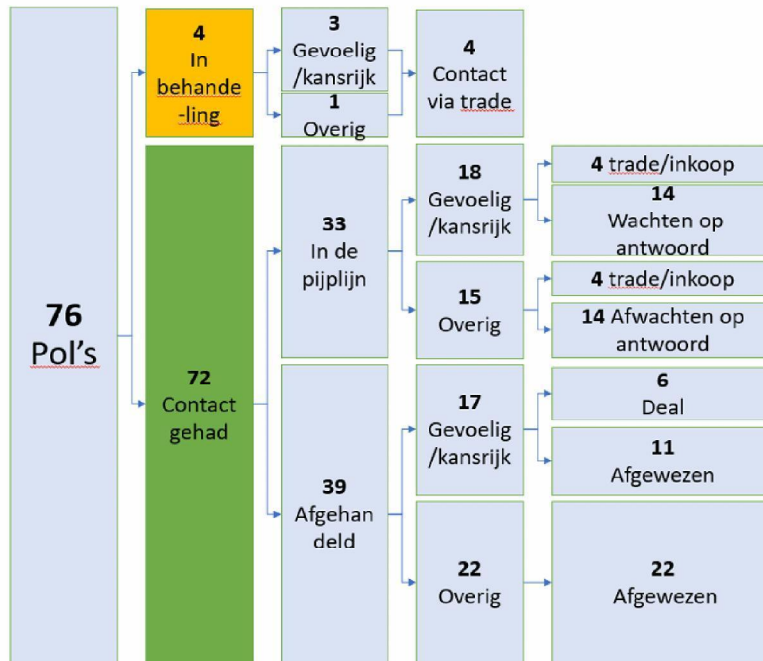 76
Pol's
4
In
behande
-ling
3
Gevoelig
/kansrijk
1
Overig
4
Contact
via trade
72
Contact
gehad
33
In de
pijplijn
18
Gevoelig
/kansrijk
4 trade/inkoop
14
Wachten op
antwoord
15
Overig
4 trade/inkoop
14 Afwachten op
antwoord
39
Afgehan
deld
17
Gevoelig
/kansrijk
6
Deal
11
Afgewezen
22
Overig
22
Afgewezen